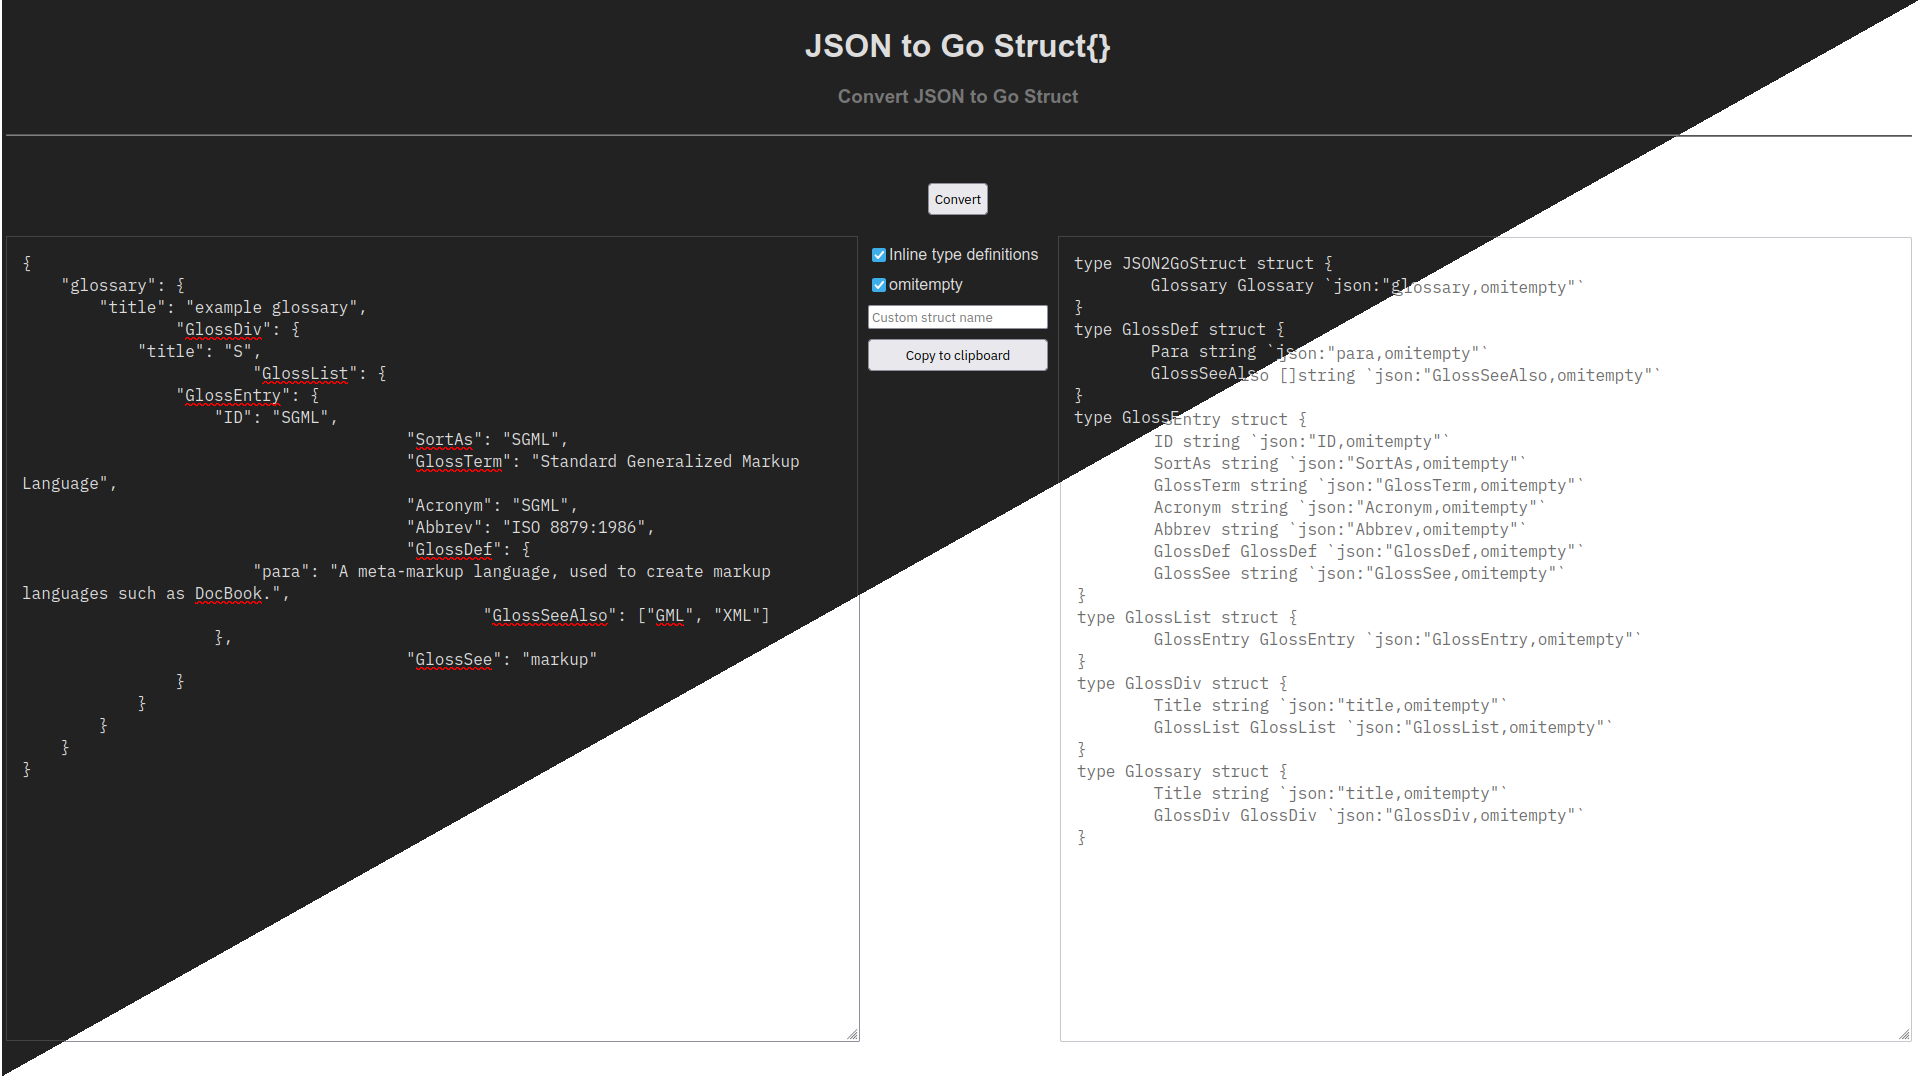 JSON to Go Struct{}
Convert JSON to Go Struct
Convert
{
    "glossary": {
        "title": "example glossary",
                "GlossDiv": {
            "title": "S",
                        "GlossList": {
                "GlossEntry": {
                    "ID": "SGML",
                                        "SortAs": "SGML",
                                        "GlossTerm": "Standard Generalized Markup
Language",
                                        "Acronym": "SGML",
                                        "Abbrev": "ISO 8879:1986",
                                        "GlossDef": {
                        "para": "A meta-markup language, used to create markup
languages such as DocBook.",
                                                "GlossSeeAlso": ["GML", "XML"]
                    },
                                        "GlossSee": "markup"
                }
            }
        }
    }
}
Inline type definitions
omitempty
Custom struct name
Copy to clipboard
type JSON2GoStruct struct {
        Glossary Glossary `json:"glossary,omitempty"`
}
type GlossDef struct {
        Para string `json:"para,omitempty"`
        GlossSeeAlso []string `json:"GlossSeeAlso,omitempty"`
}
type GlossEntry struct {
        ID string `json:"ID,omitempty"`
        SortAs string `json:"SortAs,omitempty"`
        GlossTerm string `json:"GlossTerm,omitempty"`
        Acronym string `json:"Acronym,omitempty"`
        Abbrev string `json:"Abbrev,omitempty"`
        GlossDef GlossDef `json:"GlossDef,omitempty"`
        GlossSee string `json:"GlossSee,omitempty"`
}
type GlossList struct {
        GlossEntry GlossEntry `json:"GlossEntry,omitempty"`
}
type GlossDiv struct {
        Title string `json:"title,omitempty"`
        GlossList GlossList `json:"GlossList,omitempty"`
}
type Glossary struct {
        Title string `json:"title,omitempty"`
        GlossDiv GlossDiv `json:"GlossDiv,omitempty"`
}